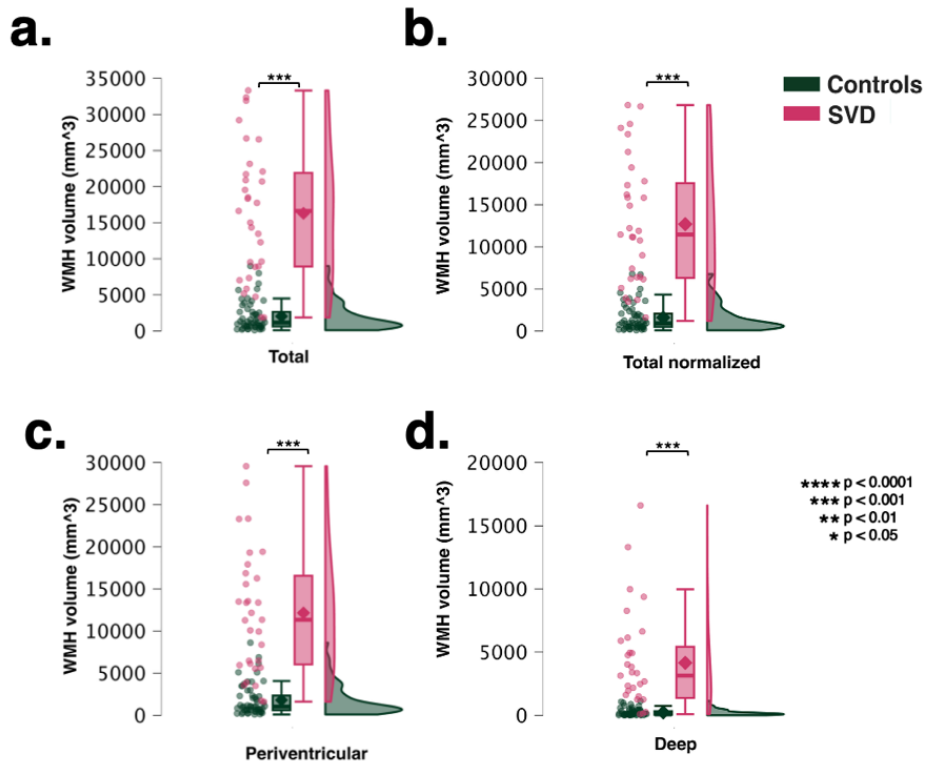 a.
WMH volume (mm^3)
35000
30000
25000
20000
15000
10000
5000
0
***
Total
b.
WMH volume (mm^3)
30000
25000
20000
15000
10000
5000
0
***
Total normalized
Controls
SVD
c.
WMH volume (mm^3)
30000
25000
20000
15000
10000
5000
0
***
Periventricular
d.
WMH volume (mm^3)
20000
15000
10000
5000
0
***
Deep
**** p < 0.0001
*** p < 0.001
** p < 0.01
* p < 0.05